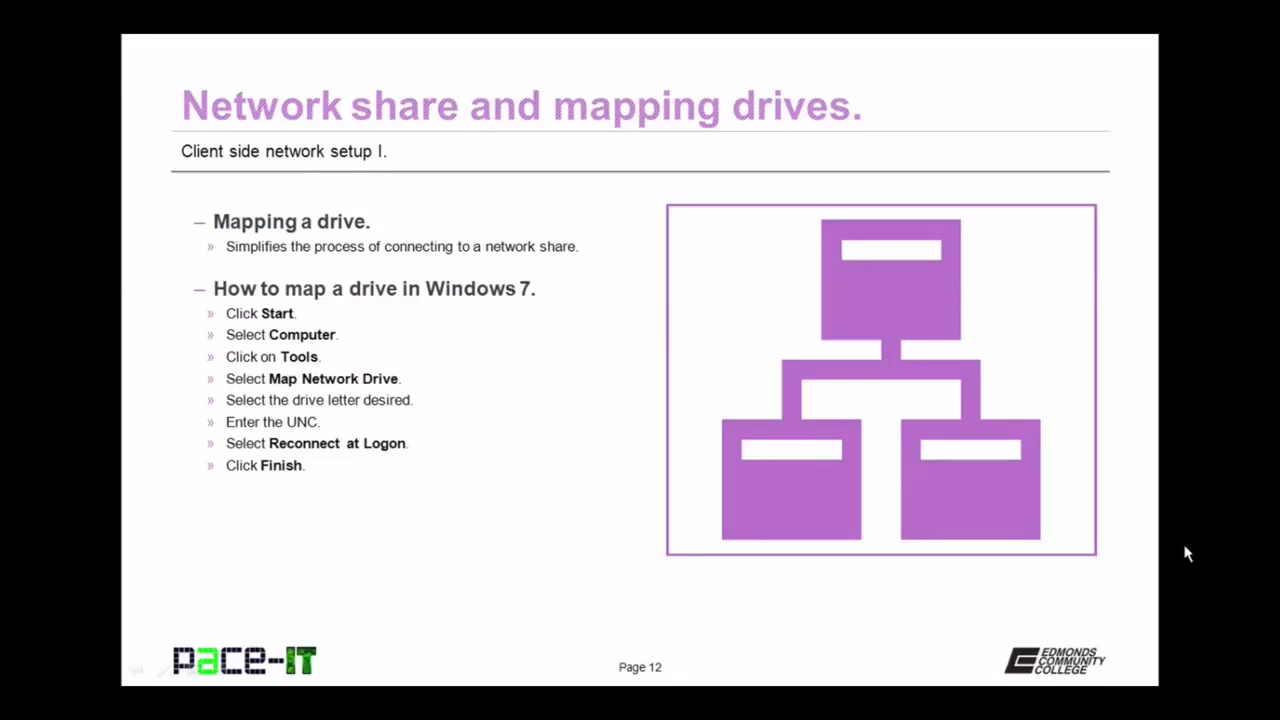 Network share and mapping drives.
Client side network setup I.
– Mapping a drive.
» Simplifies the process of connecting to a network share.
– How to map a drive in Windows 7.
» Click Start.
» Select Computer.
» Click on Tools.
» Select Map Network Drive.
» Select the drive letter desired.
» Enter the UNC.
» Select Reconnect at Logon.
» Click Finish.
pace-IT
Page 12
EDMONDS
COMMUNITY
COLLEGE